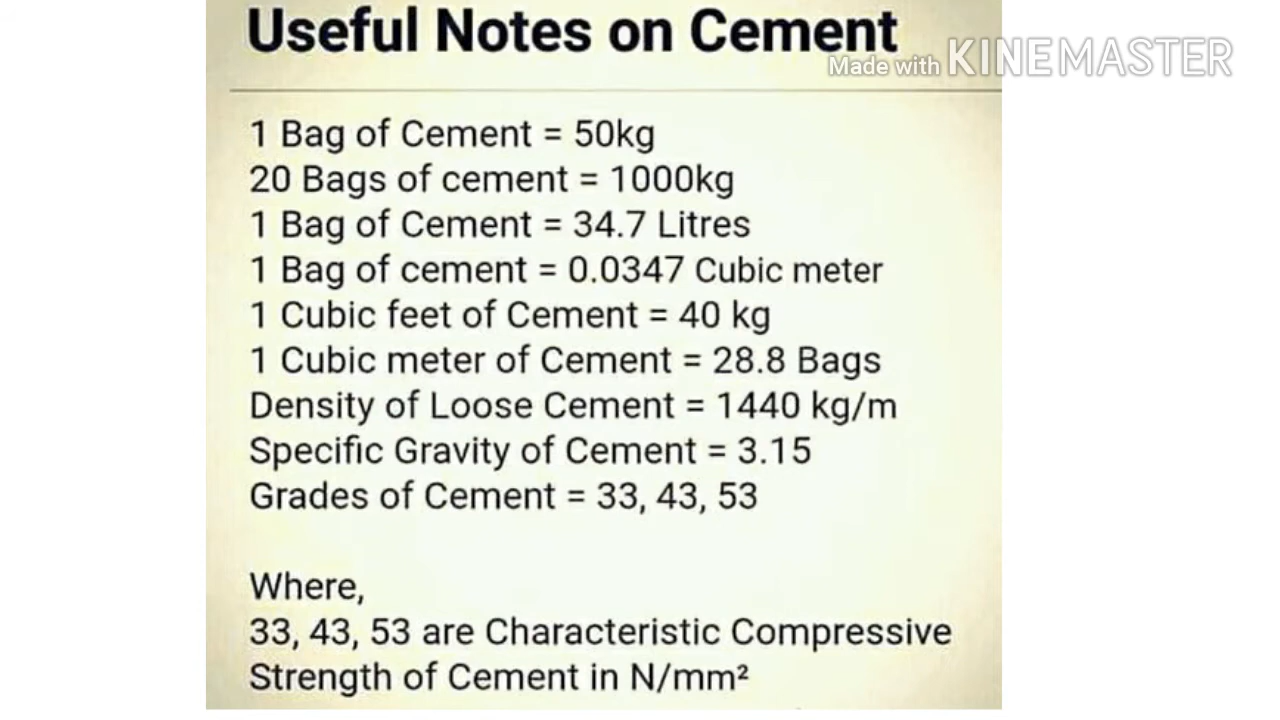 Useful Notes on Cement
Made with KINEMASTER
1 Bag of Cement = 50kg
20 Bags of cement = 1000kg
1 Bag of Cement = 34.7 Litres
1 Bag of cement = 0.0347 Cubic meter
1 Cubic feet of Cement = 40 kg
1 Cubic meter of Cement = 28.8 Bags
Density of Loose Cement = 1440 kg/m
Specific Gravity of Cement = 3.15
Grades of Cement = 33, 43, 53
Where,
33, 43, 53 are Characteristic Compressive
Strength of Cement in N/mm²